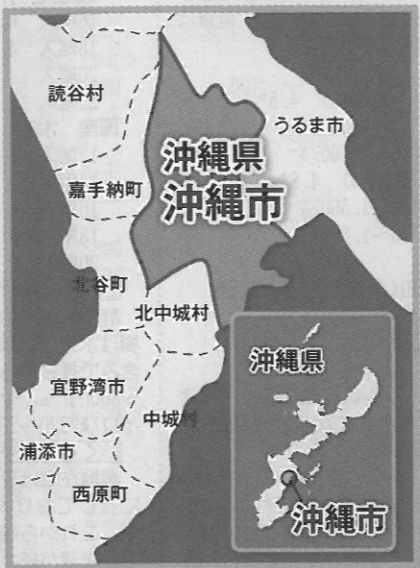 読谷村
うるま市
沖縄県
沖縄市
嘉手納町
北谷町
北中城村
宜野湾市
中城村
浦添市
西原町
沖縄県
沖縄市